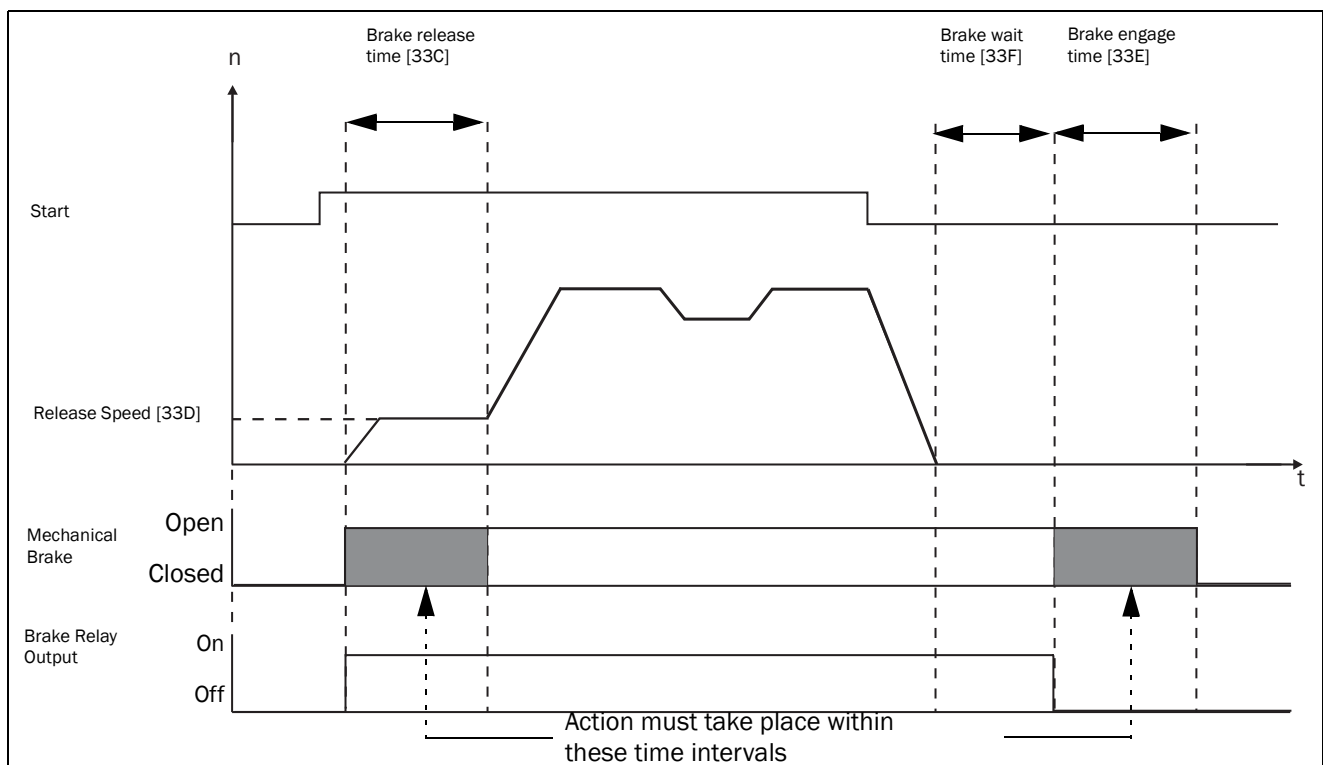 Brake release
time [33C]
Brake wait
time [33F]
Brake engage
time [33E]
n
Start
Release Speed [33D]
t
Mechanical
Brake
Open
Closed
Brake Relay
Output
On
Off
Action must take place within
these time intervals